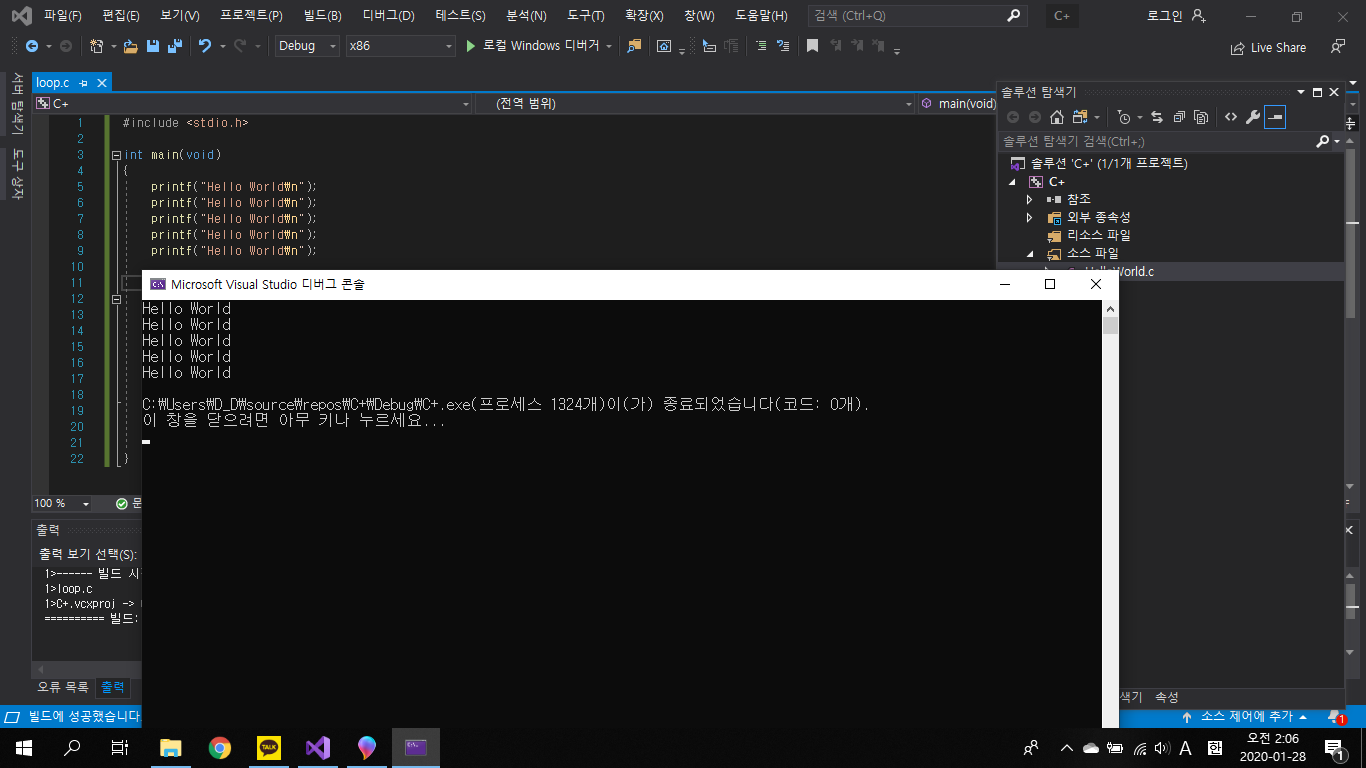 파일(F) 편집(E) 보기(V) 프로젝트(P) 빌드(B) 디버그(D) 테스트(S) 분석(N) 도구(T) 확장(X) 창(W) 도움말(H) 검색 (Ctrl+Q) C+ 로그인
Debug x86 로컬 Windows 디버거 Live Share
서버 탐색기
도구 상자
loop.c
C+ (전역 범위) main(void)
1 #include <stdio.h>
2
3 int main(void)
4 {
5 printf("Hello World₩n");
6 printf("Hello World₩n");
7 printf("Hello World₩n");
8 printf("Hello World₩n");
9 printf("Hello World₩n");
10
11
12
13
14
15
16
17
18
19
20
21
22 }
솔루션 탐색기
솔루션 탐색기 검색(Ctrl+;)
솔루션 'C+' (1/1개 프로젝트)
C+
참조
외부 종속성
리소스 파일
소스 파일
HelloWorld.c
Microsoft Visual Studio 디버그 콘솔
Hello World
Hello World
Hello World
Hello World
Hello World
C:₩Users₩D_D₩source₩repos₩C+₩Debug₩C+.exe(프로세스 1324개)이(가) 종료되었습니다(코드: 0개).
이 창을 닫으려면 아무 키나 누르세요...
100 %
출력
출력 보기 선택(S):
1>------ 빌드
1>loop.c
1>C+.vcxproj ->
========== 빌드:
오류 목록 출력
속성
빌드에 성공했습니다.
소스 제어에 추가 1
TALK
A 한
오전 2:06
2020-01-28
1